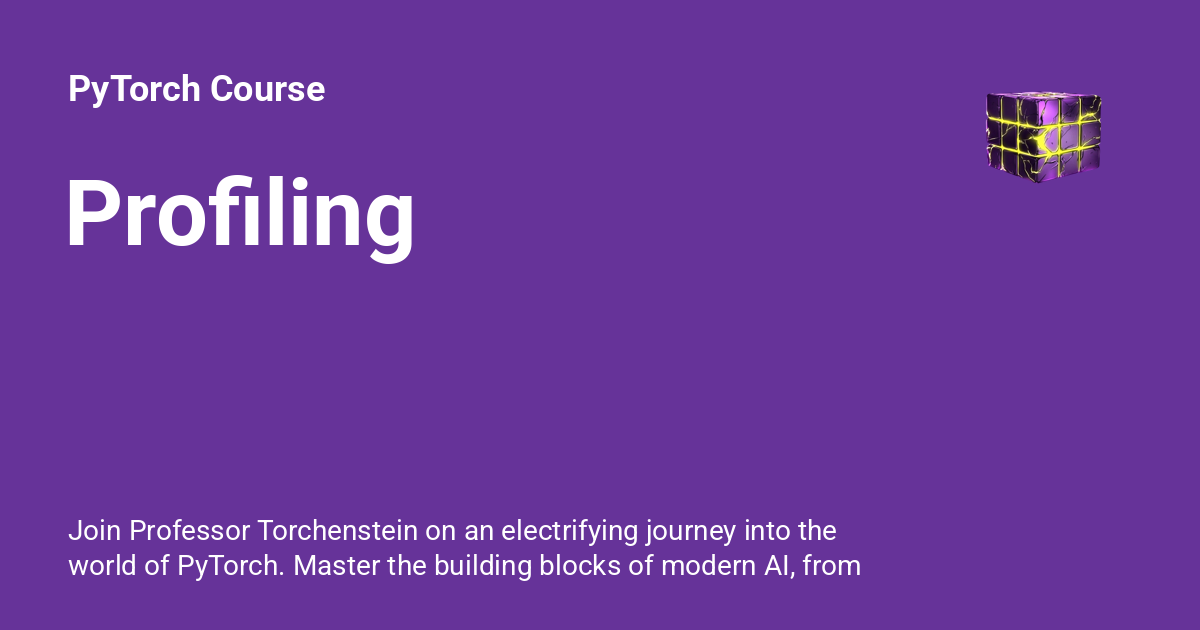 PyTorch Course
Profiling
Join Professor Torchenstein on an electrifying journey into the
world of PyTorch. Master the building blocks of modern AI, from